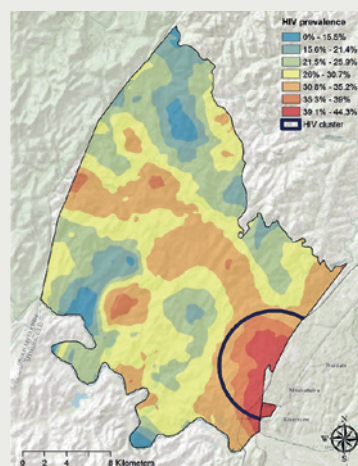 HIV prevalence
0% - 15.5%
15.6% - 21.4%
21.5% - 25.9%
26% - 30.7%
30.8% - 35.2%
35.3% - 39%
39.1% - 44.3%
HIV cluster
N
W E
S
0 2 4 8
Kilometers